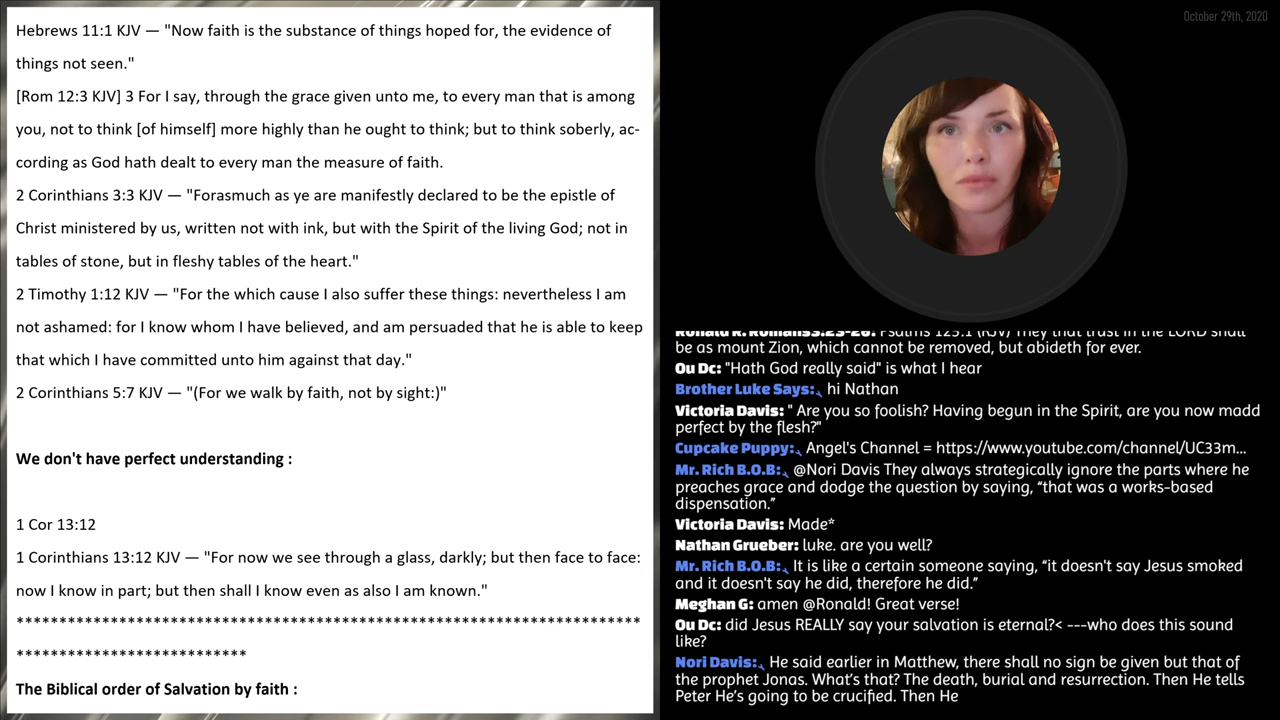 Hebrews 11:1 KJV — "Now faith is the substance of things hoped for, the evidence of
things not seen."
[Rom 12:3 KJV] 3 For I say, through the grace given unto me, to every man that is among
you, not to think [of himself] more highly than he ought to think; but to think soberly, ac-
cording as God hath dealt to every man the measure of faith.
2 Corinthians 3:3 KJV — "Forasmuch as ye are manifestly declared to be the epistle of
Christ ministered by us, written not with ink, but with the Spirit of the living God; not in
tables of stone, but in fleshy tables of the heart."
2 Timothy 1:12 KJV — "For the which cause I also suffer these things: nevertheless I am
not ashamed: for I know whom I have believed, and am persuaded that he is able to keep
that which I have committed unto him against that day."
2 Corinthians 5:7 KJV — "(For we walk by faith, not by sight:)"
We don't have perfect understanding :
1 Cor 13:12
1 Corinthians 13:12 KJV — "For now we see through a glass, darkly; but then face to face:
now I know in part; but then shall I know even as also I am known."
*************************************************************************
***************************
The Biblical order of Salvation by faith :
October 29th, 2020
Ronald R. Romans3:23-26: Psalms 125:1 (KJV) They that trust in the LORD shall
be as mount Zion, which cannot be removed, but abideth for ever.
Ou Dc: "Hath God really said" is what I hear
Brother Luke Says: hi Nathan
Victoria Davis: " Are you so foolish? Having begun in the Spirit, are you now madd
perfect by the flesh?"
Cupcake Puppy: Angel's Channel = https://www.youtube.com/channel/UC33m...
Mr. Rich B.O.B: @Nori Davis They always strategically ignore the parts where he
preaches grace and dodge the question by saying, “that was a works-based
dispensation.”
Victoria Davis: Made*
Nathan Grueber: luke. are you well?
Mr. Rich B.O.B: It is like a certain someone saying, “it doesn't say Jesus smoked
and it doesn't say he did, therefore he did.”
Meghan G: amen @Ronald! Great verse!
Ou Dc: did Jesus REALLY say your salvation is eternal?< ---who does this sound
like?
Nori Davis: He said earlier in Matthew, there shall no sign be given but that of
the prophet Jonas. What’s that? The death, burial and resurrection. Then He tells
Peter He’s going to be crucified. Then He